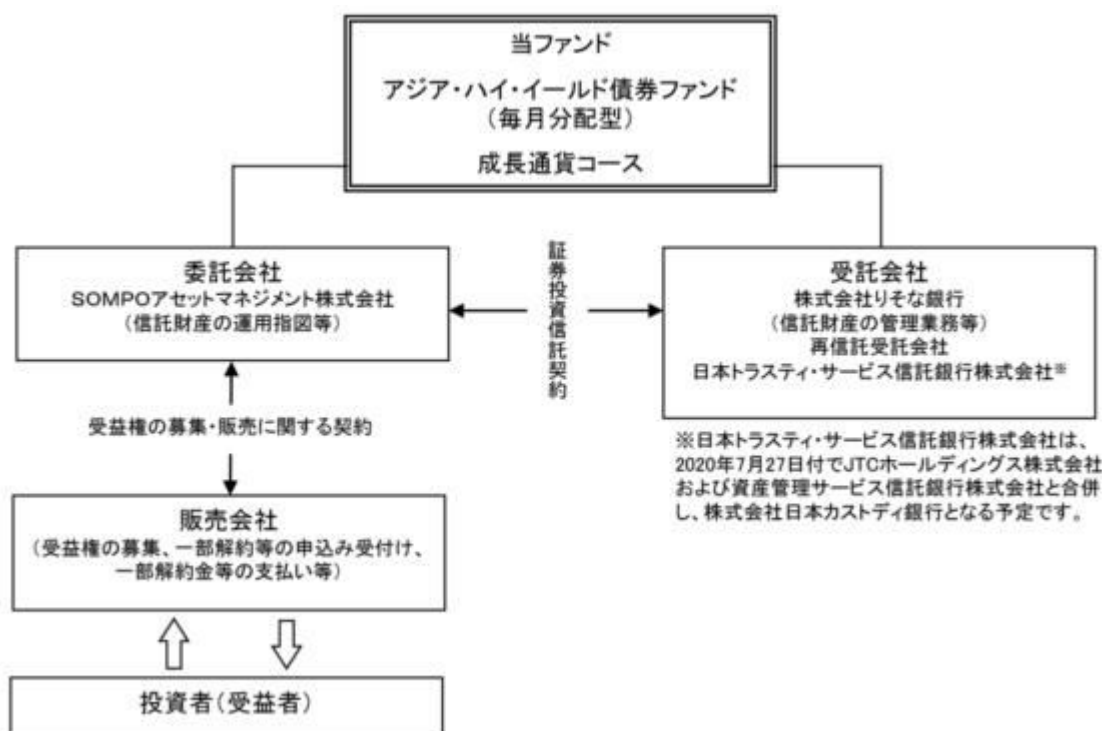 当ファンド
アジア・ハイ・イールド債券ファンド
(毎月分配型)
成長通貨コース
委託会社
SOMPOアセットマネジメント株式会社
(信託財産の運用指図等)
証券投資信託契約
受託会社
株式会社りそな銀行
(信託財産の管理業務等)
再信託受託会社
日本トラスティ・サービス信託銀行株式会社※
受益権の募集・販売に関する契約
※日本トラスティ・サービス信託銀行株式会社は、
2020年7月27日付でJTCホールディングス株式会社
および資産管理サービス信託銀行株式会社と合併
し、株式会社日本カストディ銀行となる予定です。
販売会社
(受益権の募集、一部解約等の申込み受付け、
一部解約金等の支払い等)
投資者(受益者)